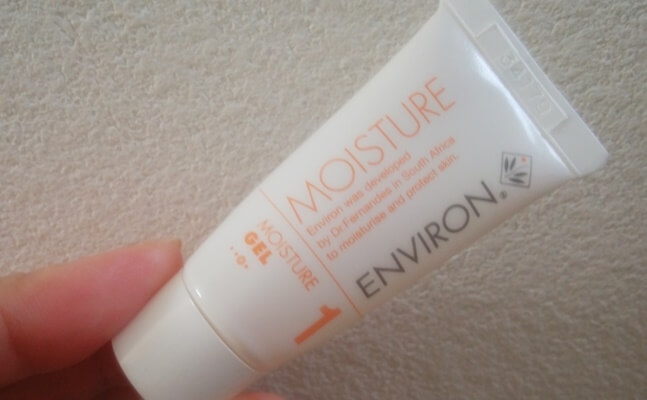 MOISTURE
Environ was developed
by Dr.Fernandes in South Africa
to moisturise and protect skin.
ENVIRON®
MOISTURE
GEL
1